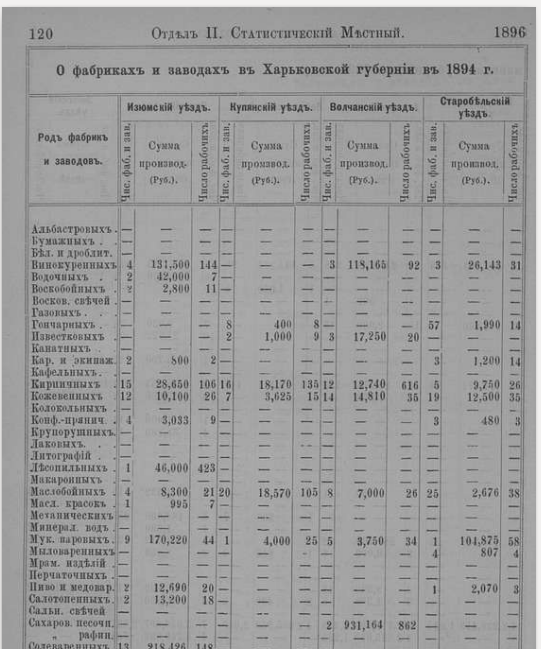 120 Отдѣлъ II. Статистическій Мѣстный. 1896
О фабрикахъ и заводахъ въ Харьковской губерніи въ 1894 г.
Родъ фабрикъ и заводовъ. Изюмскій уѣздъ. Купянскій уѣздъ. Волчанскій уѣздъ. Старобѣльскій уѣздъ.
Чис. фаб. и зав. Сумма производ. (Руб.). Число рабочихъ Чис. фаб. и зав. Сумма производ. (Руб.). Число рабочихъ Чис. фаб. и зав. Сумма производ. (Руб.). Число рабочихъ Чис. фаб. и зав. Сумма производ. (Руб.). Число рабочихъ
Альбастровыхъ . — — — — — — — — — — — —
Бумажныхъ . . — — — — — — — — — — — —
Бѣл. и дроблит. — — — — — — — — — — — —
Винокуренныхъ 4 131,500 144 — — — 3 118,165 92 3 26,143 31
Водочныхъ . . 2 42,000 7 — — — — — — — — —
Воскобойныхъ . 2 2,800 11 — — — — — — — — —
Восков. свѣчей . — — — — — — — — — — — —
Газовыхъ . . . — — — — — — — — — — — —
Гончарныхъ . — — — 8 400 8 — — — 57 1,990 14
Известковыхъ . — — — 2 1,000 9 3 17,250 20 — — —
Канатныхъ . . — — — — — — — — — — — —
Кар. и экипаж. 2 800 2 — — — — — — 3 1,200 14
Кафельныхъ . . — — — — — — — — — — — —
Кирпичныхъ . 15 28,650 106 16 18,170 135 12 12,740 616 5 9,750 26
Кожевенныхъ . 12 10,100 26 7 3,625 15 14 14,810 35 19 12,500 35
Колокольныхъ . — — — — — — — — — — — —
Конф.-прянич. . 4 3,033 9 — — — — — — 3 480 3
Крупорушныхъ. — — — — — — — — — — — —
Лаковыхъ. . . — — — — — — — — — — — —
Литографій . . — — — — — — — — — — — —
Лѣсопильныхъ . 1 46,000 423 — — — — — — — — —
Макаронныхъ . — — — — — — — — — — — —
Маслобойныхъ . 4 8,300 21 20 18,570 105 8 7,000 26 25 2,676 38
Масл. красокъ . 1 995 7 — — — — — — — — —
Механическихъ — — — — — — — — — — — —
Минерал. водъ . — — — — — — — — — — — —
Мук. паровыхъ . 9 170,220 44 1 4,000 25 5 3,750 34 1 104,875 58
Мыловаренныхъ — — — — — — — — — 4 807 4
Мрам. издѣлій . — — — — — — — — — — — —
Перчаточныхъ . — — — — — — — — — — — —
Пиво и медовар. 2 12,690 20 — — — — — — 1 2,070 3
Салотопенныхъ . 2 13,200 18 — — — — — — — — —
Сальн. свѣчей — — — — — — — — — — — —
Сахаров. песочн. — — — — — — 2 931,164 862 — — —
„ рафин. — — — — — — — — — — — —
Солеваренныхъ 13 918,426 148 — — — — — — — — —